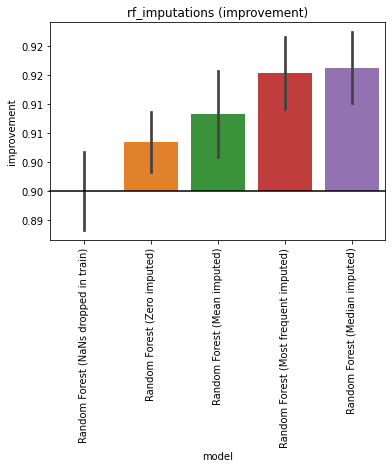 rf_imputations (improvement)
0.92
0.92
0.91
0.91
0.90
0.90
0.89
improvement
Random Forest (NaNs dropped in train)
Random Forest (Zero imputed)
Random Forest (Mean imputed)
Random Forest (Most frequent imputed)
Random Forest (Median imputed)
model